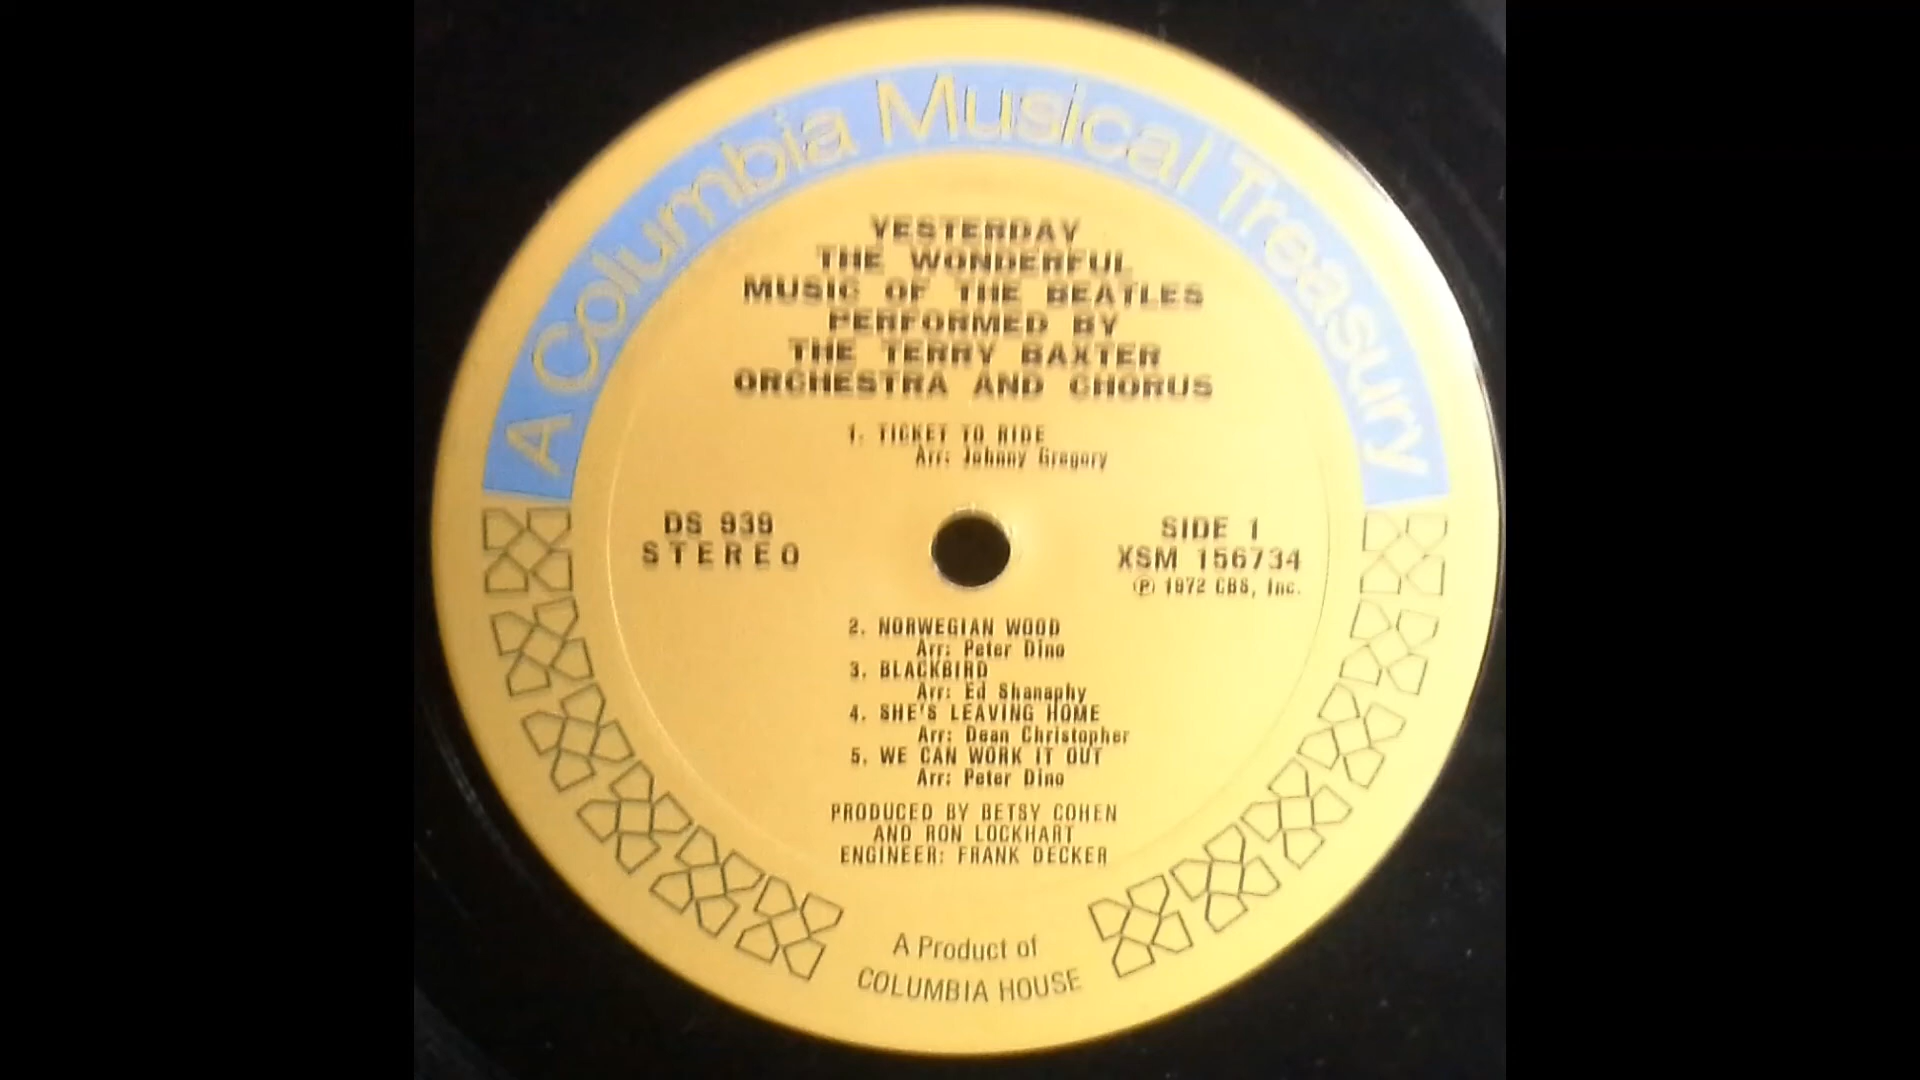 A Columbia Musical Treasury
YESTERDAY
THE WONDERFUL
MUSIC OF THE BEATLES
PERFORMED BY
THE TERRY BAXTER
ORCHESTRA AND CHORUS
1. TICKET TO RIDE
Arr: Johnny Gregory
DS 939
STEREO
SIDE 1
XSM 156734
℗ 1972 CBS, Inc.
2. NORWEGIAN WOOD
Arr: Peter Dino
3. BLACKBIRD
Arr: Ed Shanaphy
4. SHE'S LEAVING HOME
Arr: Dean Christopher
5. WE CAN WORK IT OUT
Arr: Peter Dino
PRODUCED BY BETSY COHEN
AND RON LOCKHART
ENGINEER: FRANK DECKER
A Product of
COLUMBIA HOUSE